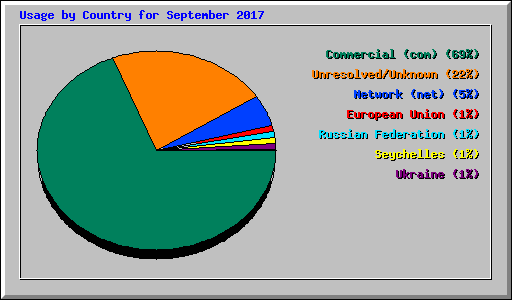 Usage by Country for September 2017
Commercial (com) (69%)
Unresolved/Unknown (22%)
Network (net) (5%)
European Union (1%)
Russian Federation (1%)
Seychelles (1%)
Ukraine (1%)